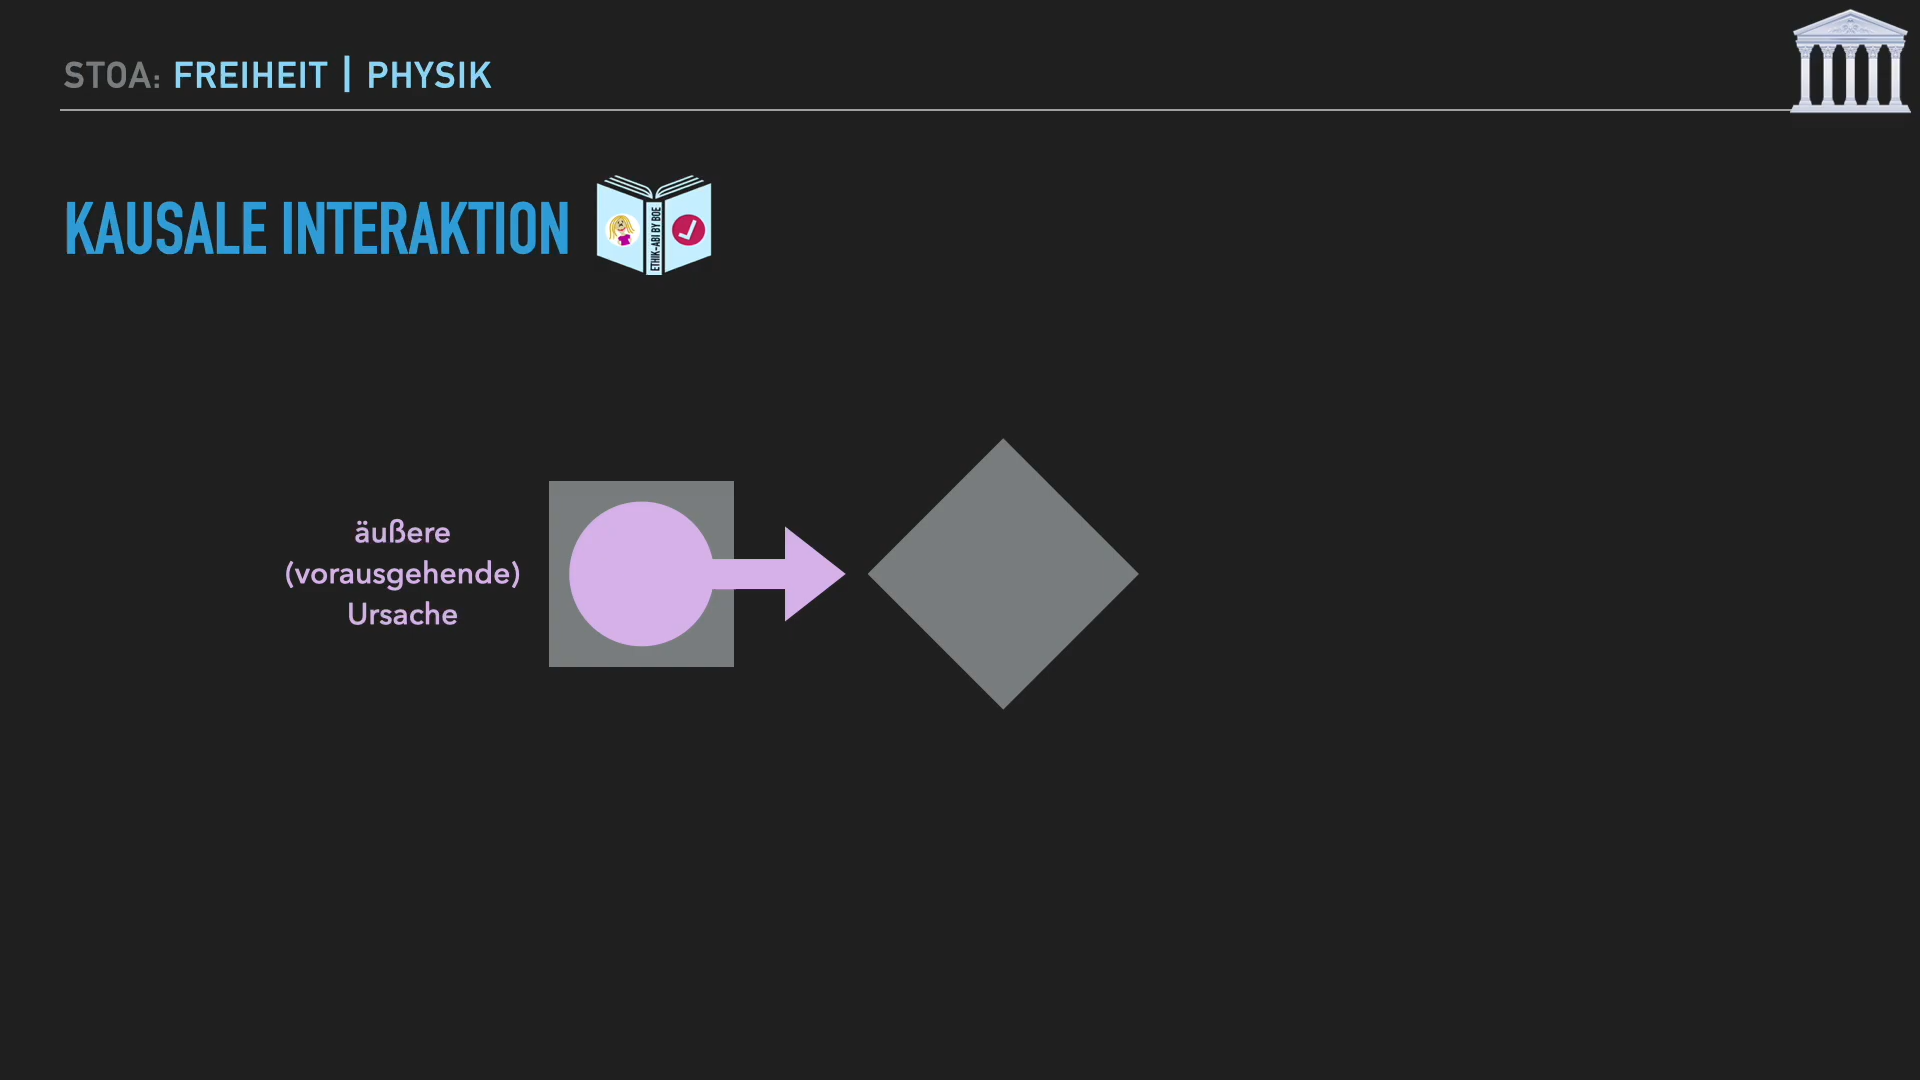 STOA: FREIHEIT | PHYSIK
KAUSALE INTERAKTION
ETHIK-ABI BY BOE
äußere
(vorausgehende)
Ursache